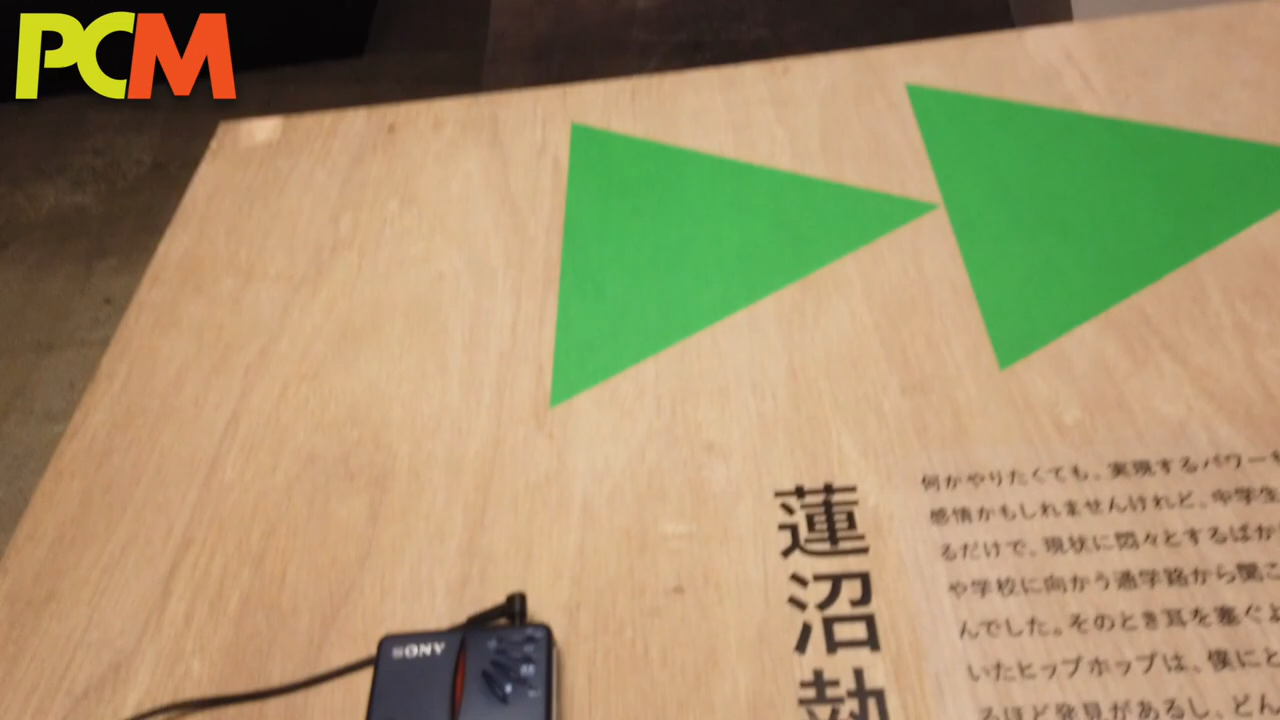 PCM
SONY
蓮沼執
何かやりたくても、実現するパワーも
感情かもしれませんけれど、中学生
るだけで、現状に悶々とするばか
や学校に向かう通学路から聞こ
んでした。そのとき耳を塞ぐよ
いたヒップホップは、僕にと
るほど発見があるし、どん